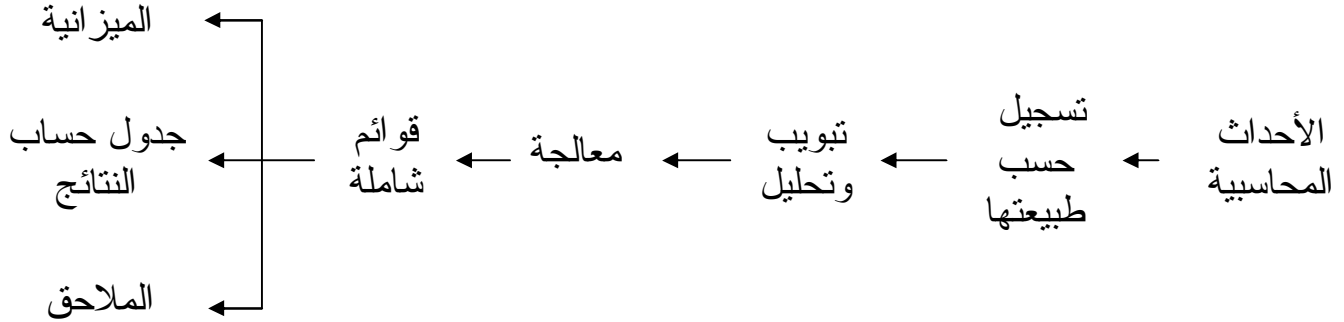 الأحداث
المحاسبية
تسجيل
حسب
طبيعتها
تبويب
وتحليل
معالجة
قوائم
شاملة
الميزانية
جدول حساب
النتائج
الملاحق